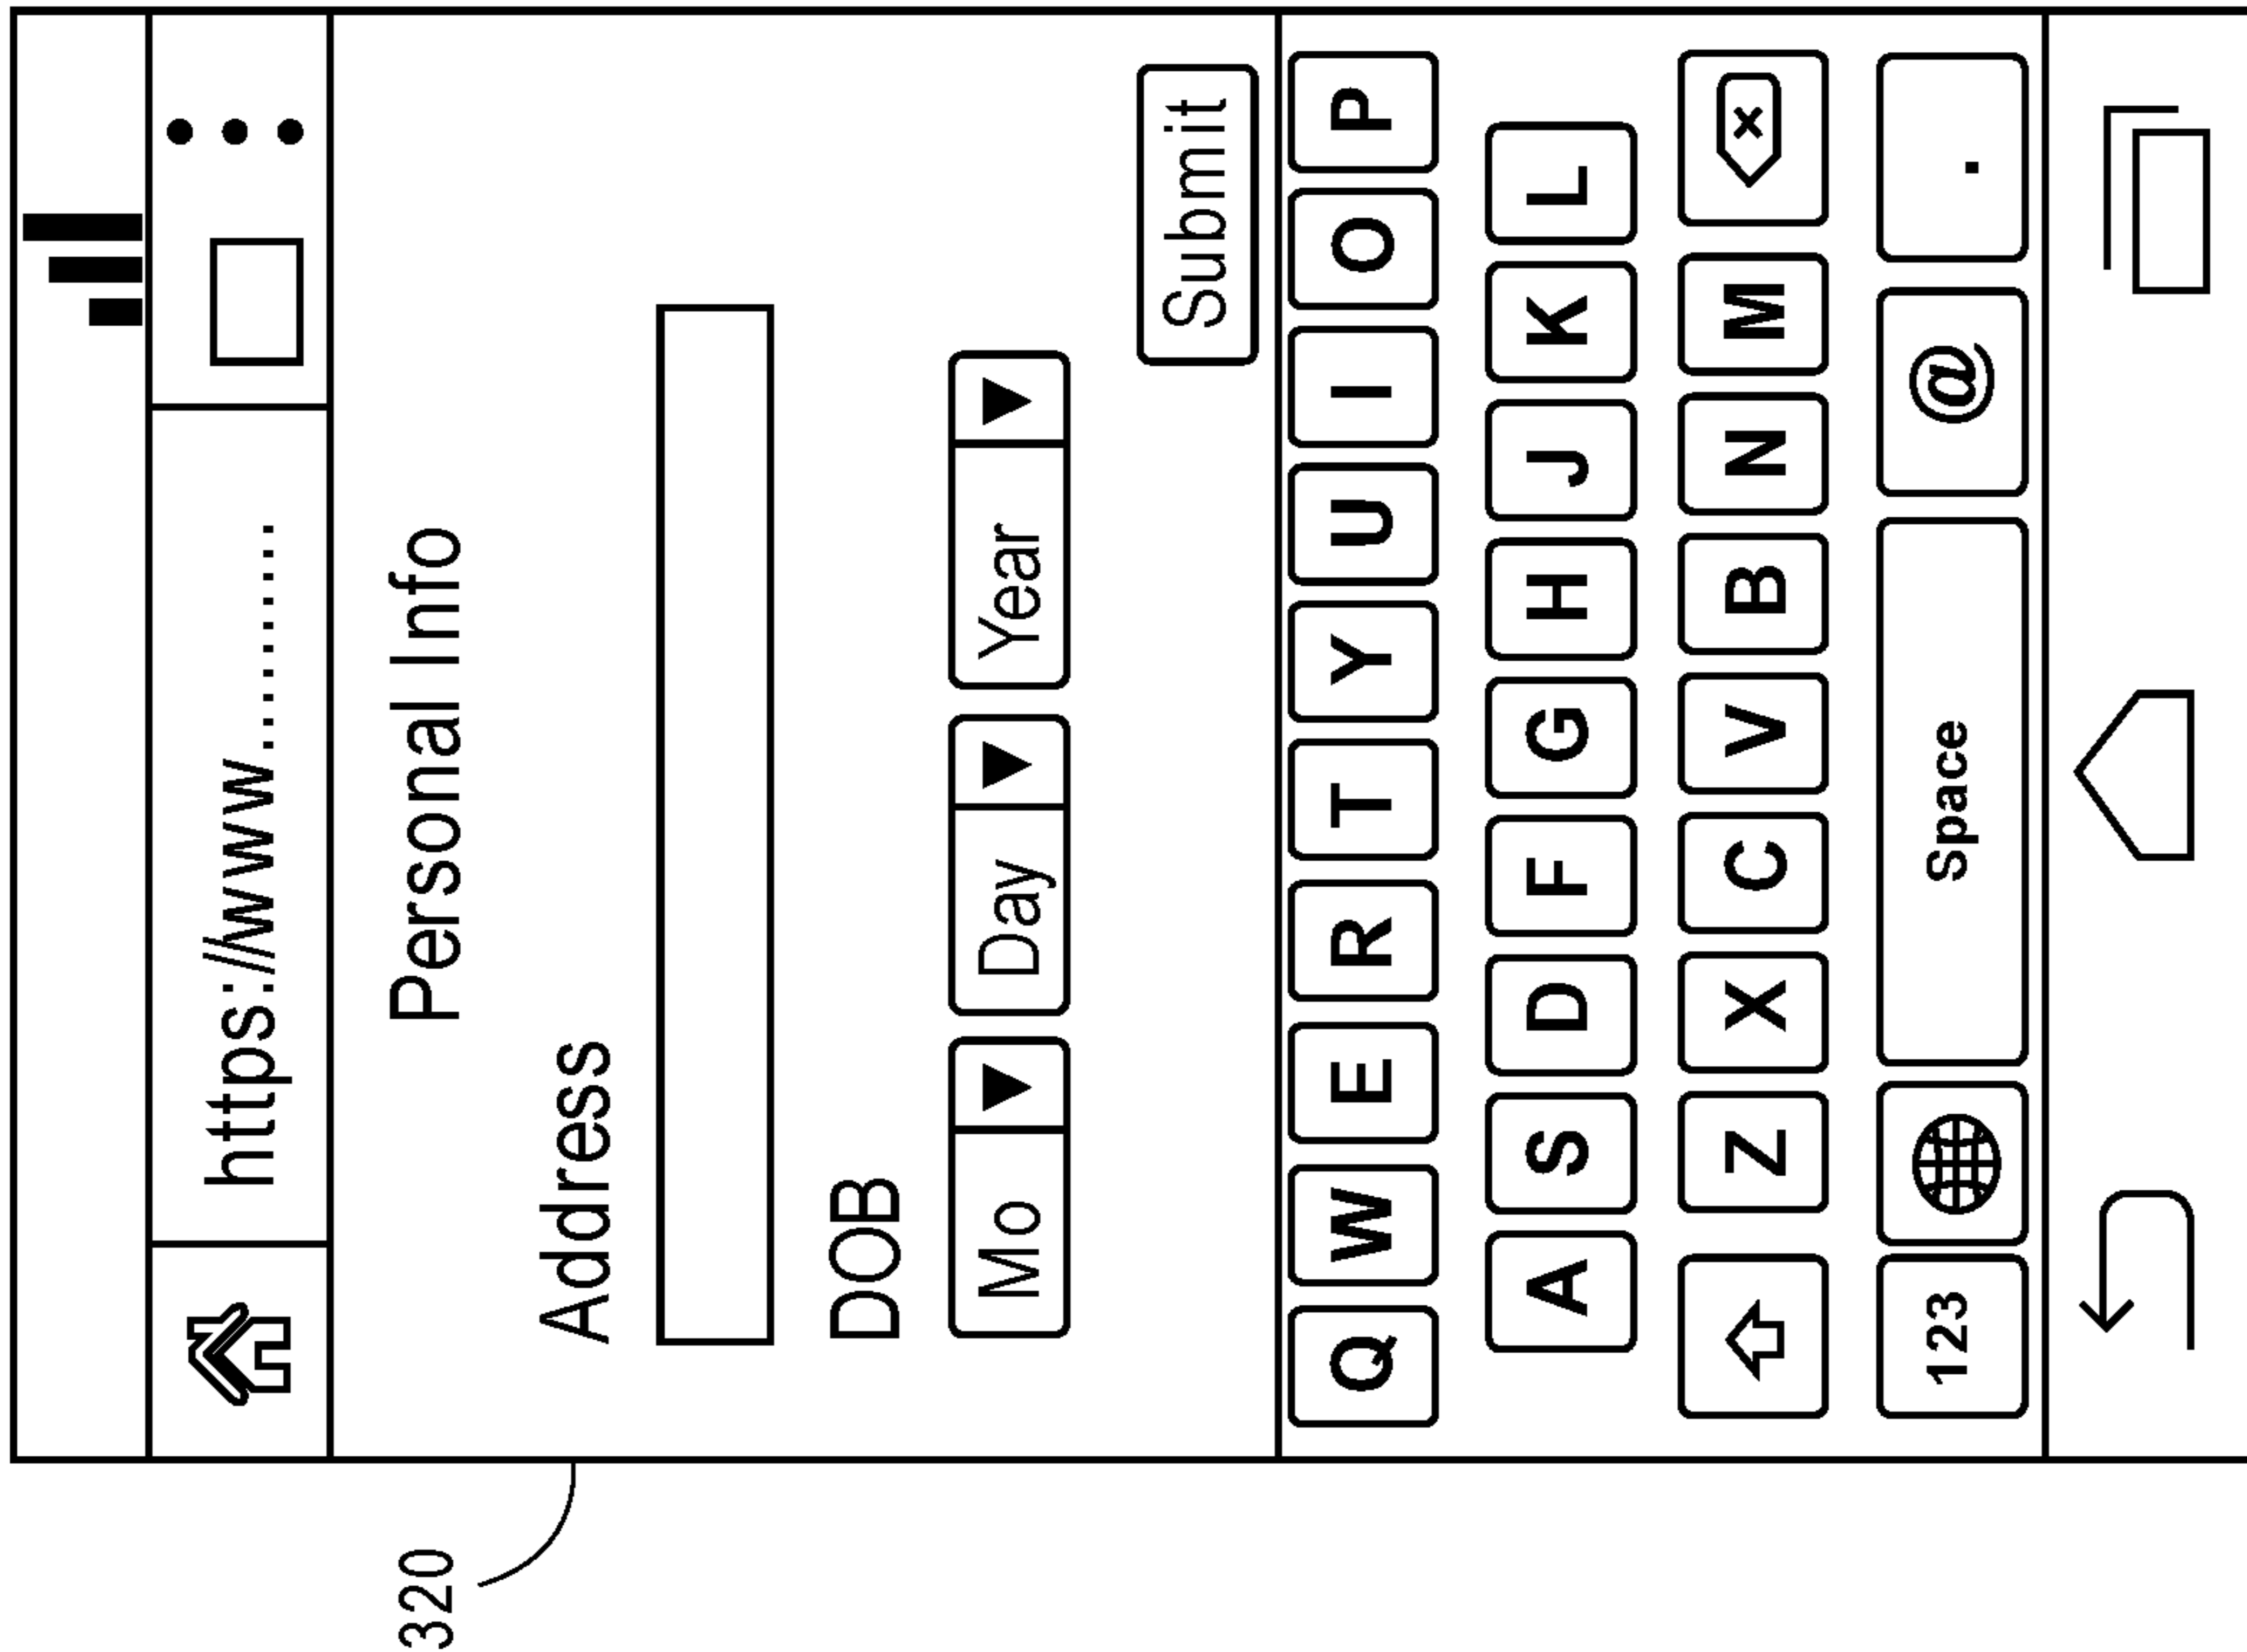 https://www..........
Personal Info
Address
DOB
Mo Day Year
Submit
Q W E R T Y U I O P
A S D F G H J K L
Z X C V B N M
123 Space @ .
320